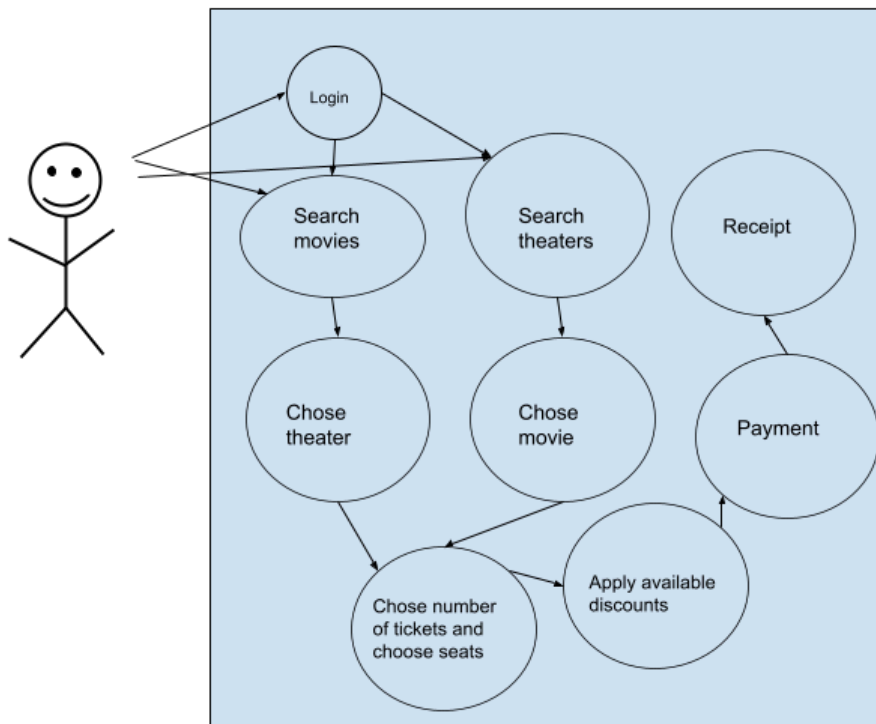 Login
Search
movies
Search
theaters
Receipt
Chose
theater
Chose
movie
Payment
Chose number
of tickets and
choose seats
Apply available
discounts